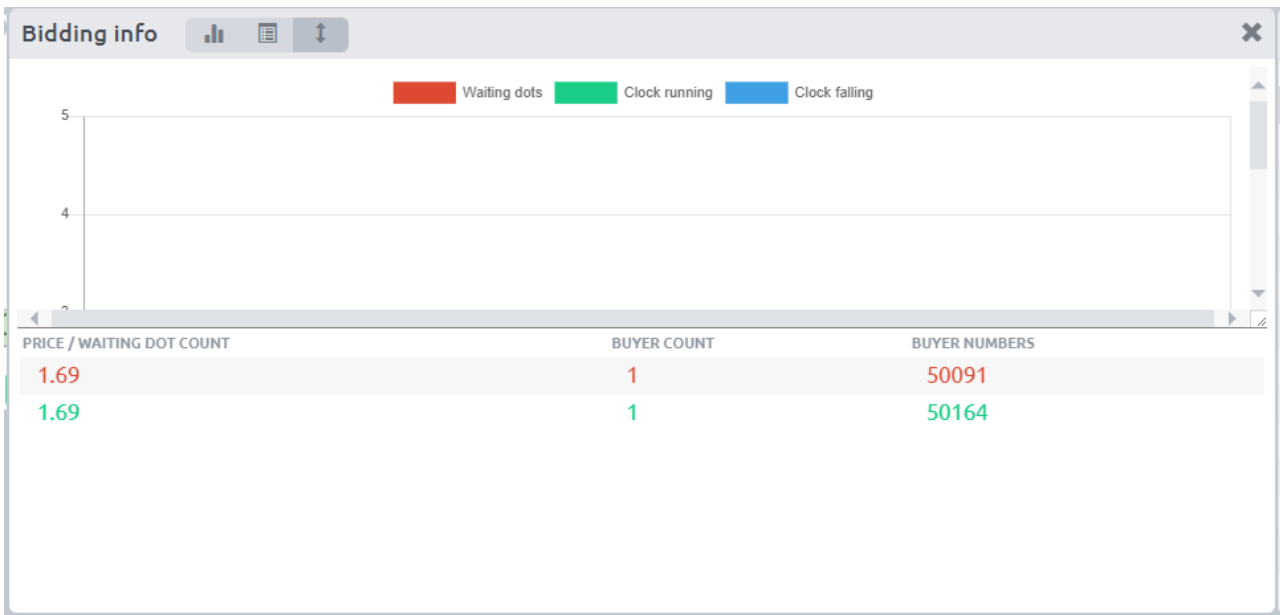 Bidding info
Waiting dots Clock running Clock falling
5
4
PRICE / WAITING DOT COUNT BUYER COUNT BUYER NUMBERS
1.69 1 50091
1.69 1 50164